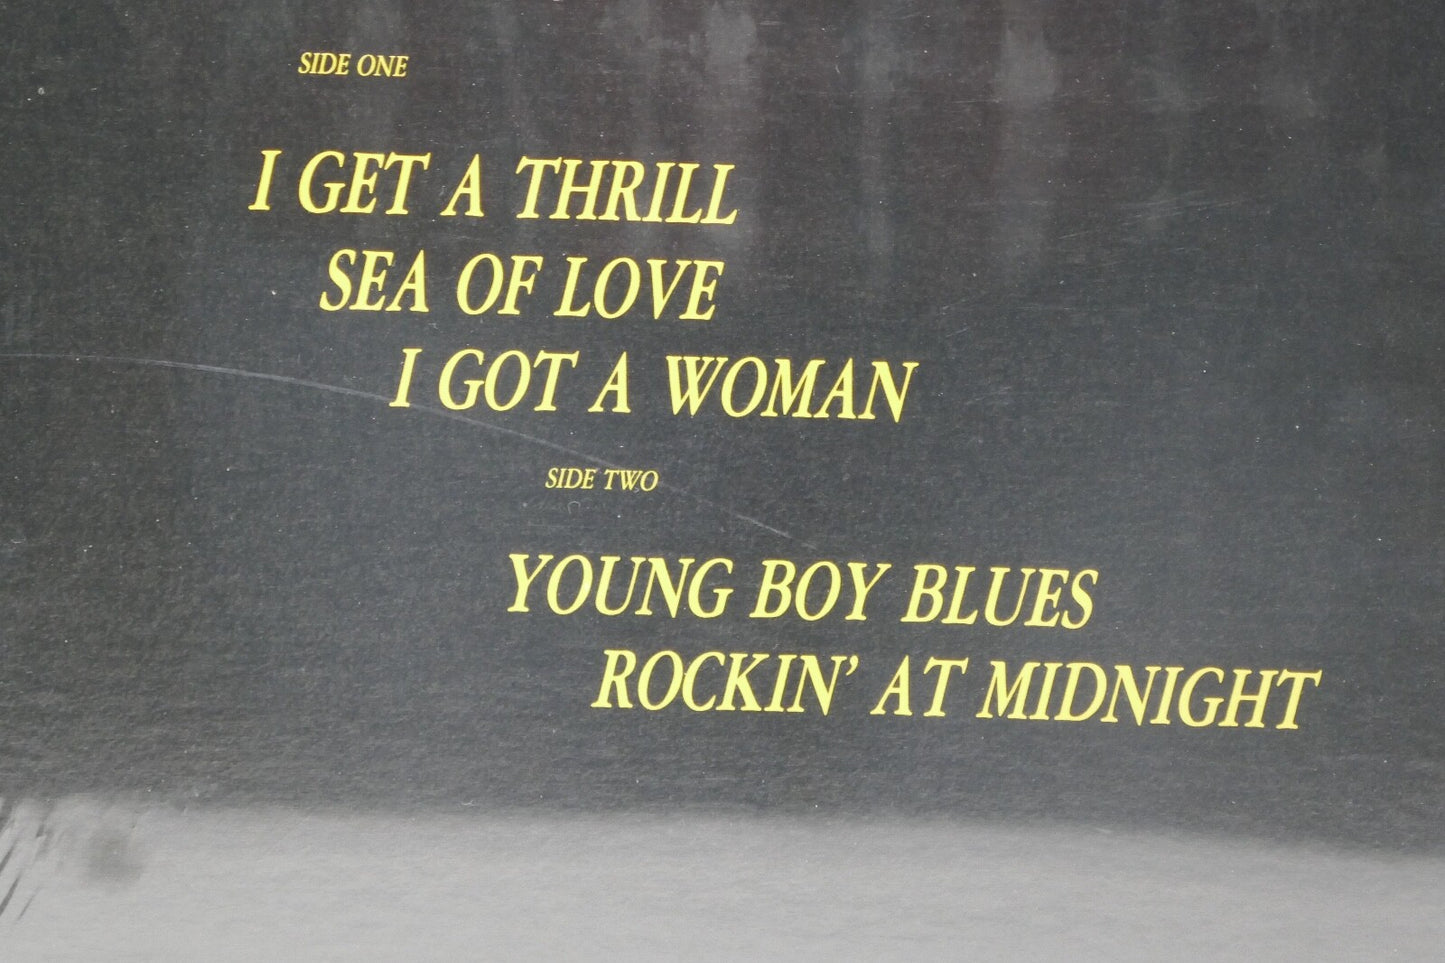 SIDE ONE
I GET A THRILL
SEA OF LOVE
I GOT A WOMAN
SIDE TWO
YOUNG BOY BLUES
ROCKIN’ AT MIDNIGHT